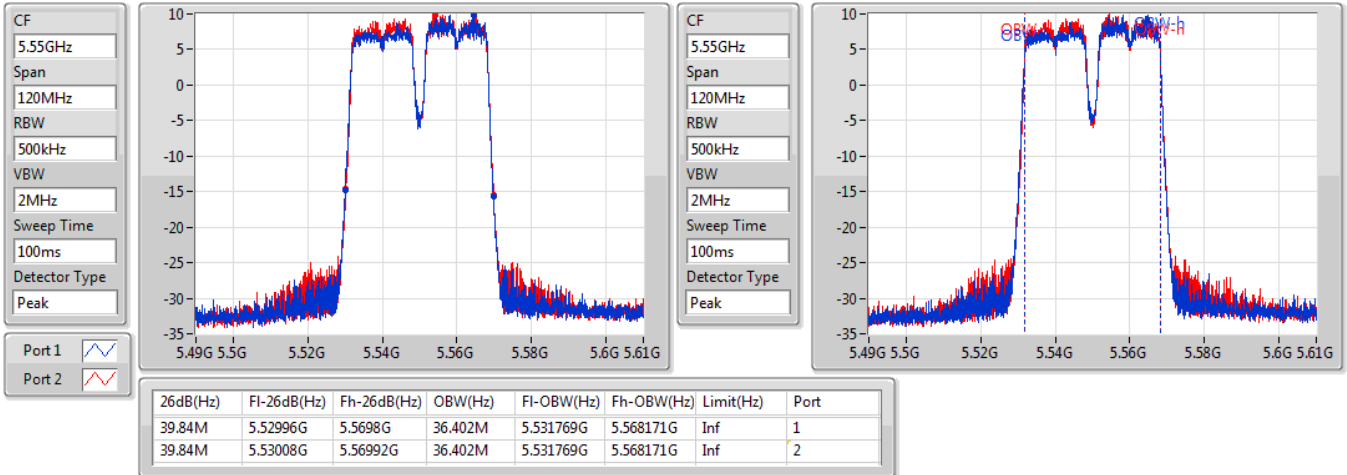 CF
5.55GHz
Span
120MHz
RBW
500kHz
VBW
2MHz
Sweep Time
100ms
Detector Type
Peak
10
5
0
-5
-10
-15
-20
-25
-30
-35
5.49G 5.5G 5.52G 5.54G 5.56G 5.58G 5.6G 5.61G
CF
5.55GHz
Span
120MHz
RBW
500kHz
VBW
2MHz
Sweep Time
100ms
Detector Type
Peak
10
5
0
-5
-10
-15
-20
-25
-30
-35
OBW-h
OBW-h
5.49G 5.5G 5.52G 5.54G 5.56G 5.58G 5.6G 5.61G
Port 1
Port 2
26dB(Hz) Fl-26dB(Hz) Fh-26dB(Hz) OBW(Hz) Fl-OBW(Hz) Fh-OBW(Hz) Limit(Hz) Port
39.84M 5.52996G 5.5698G 36.402M 5.531769G 5.568171G Inf 1
39.84M 5.53008G 5.56992G 36.402M 5.531769G 5.568171G Inf 2